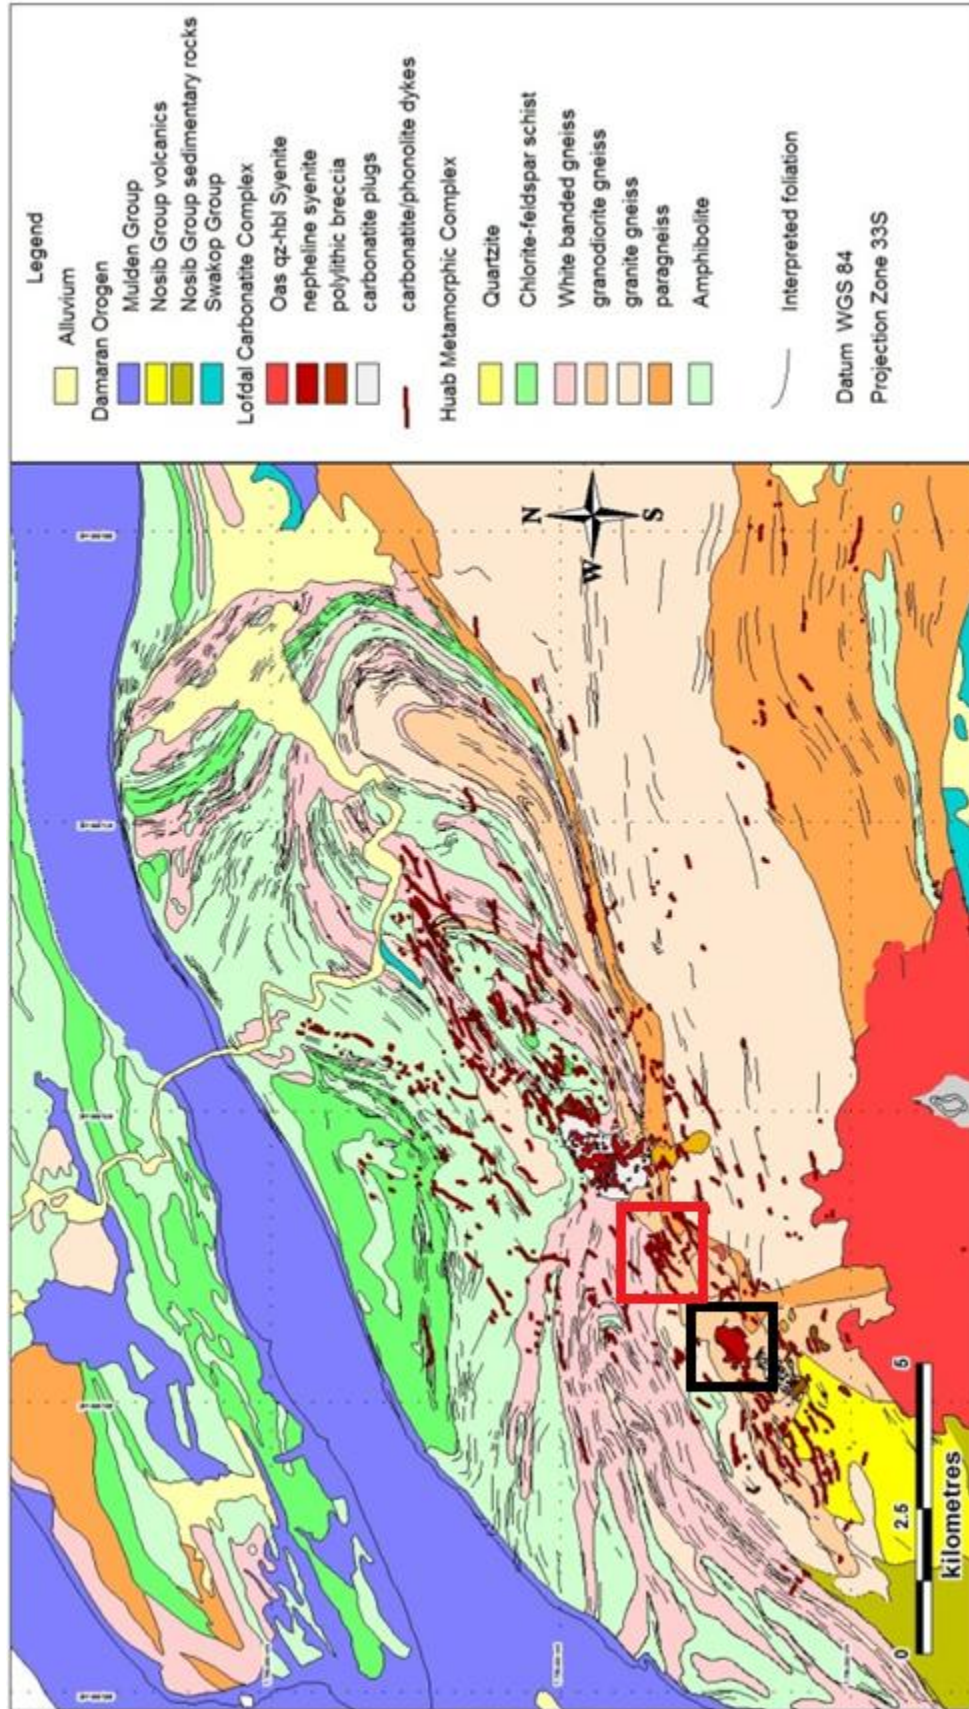 Legend
Alluvium
Damaran Orogen
Mulden Group
Nosib Group volcanics
Nosib Group sedimentary rocks
Swakop Group
Lofdal Carbonatite Complex
Oas qz-hbl Syenite
nepheline syenite
polylithic breccia
carbonatite plugs
carbonatite/phonolite dykes
Huab Metamorphic Complex
Quartzite
Chlorite-feldspar schist
White banded gneiss
granodiorite gneiss
granite gneiss
paragneiss
Amphibolite
Interpreted foliation
Datum WGS 84
Projection Zone 33S
N
W
S
0 2.5 5
kilometres